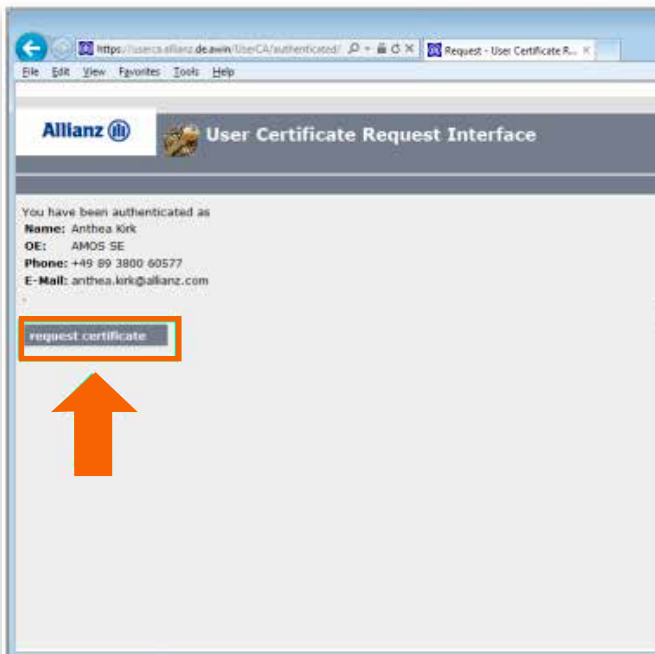 https://userca.allianz.de.awin/UserCA/authenticated/
Request - User Certificate R...
File Edit View Favorites Tools Help
Allianz
User Certificate Request Interface
You have been authenticated as
Name: Anthea Kirk
OE: AMOS SE
Phone: +49 89 3800 60577
E-Mail: anthea.kirk@allianz.com
request certificate